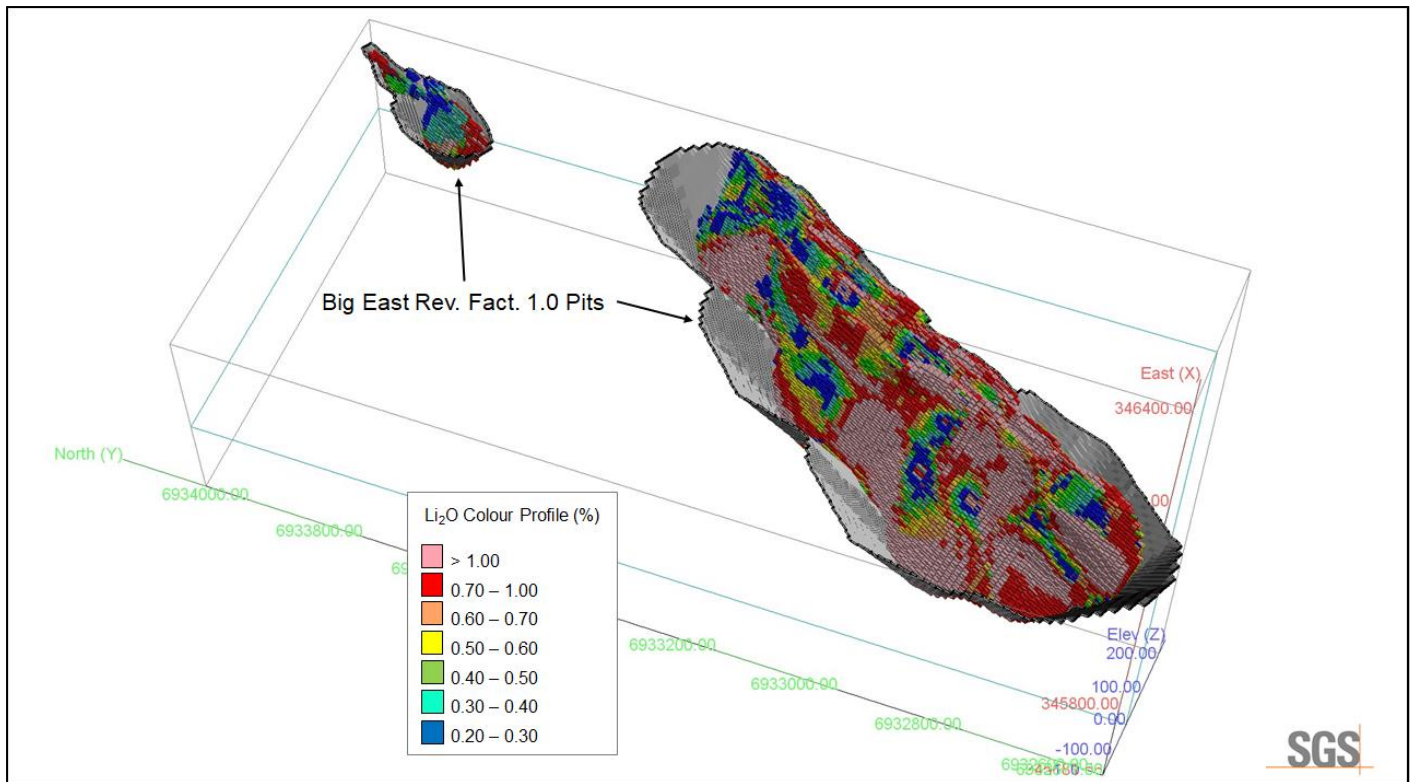 Big East Rev. Fact. 1.0 Pits
East (X)
346400.00
North (Y)
6934000.00
6933800.00
Li₂O Colour Profile (%)
> 1.00
0.70 – 1.00
0.60 – 0.70
0.50 – 0.60
0.40 – 0.50
0.30 – 0.40
0.20 – 0.30
6933200.00
6933000.00
6932800.00
Elev (Z)
200.00
100.00
345800.00
0.00
-100.00
SGS